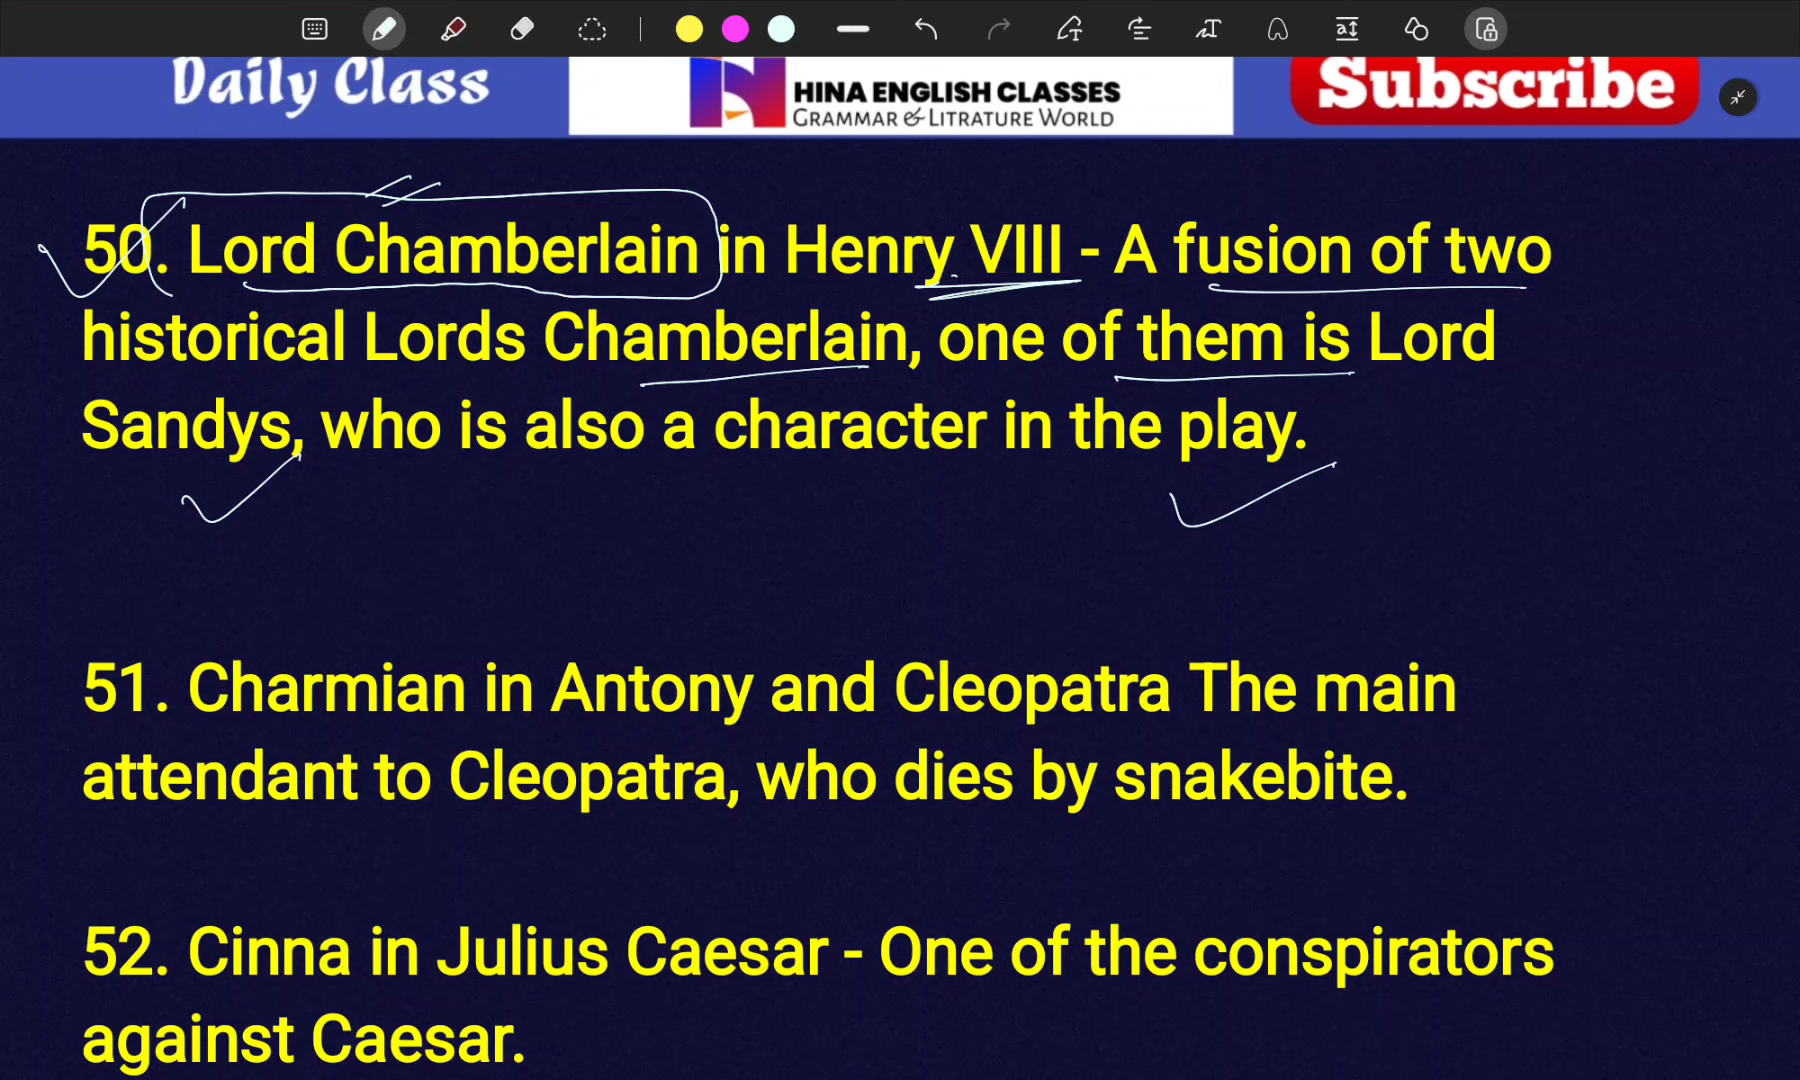 Daily Class
HINA ENGLISH CLASSES
GRAMMAR & LITRATURE WORLD
Subscribe
50. Lord Chamberlain in Henry VIII - A fusion of two
historical Lords Chamberlain, one of them is Lord
Sandys, who is also a character in the play.
51. Charmian in Antony and Cleopatra The main
attendant to Cleopatra, who dies by snakebite.
52. Cinna in Julius Caesar - One of the conspirators
against Caesar.